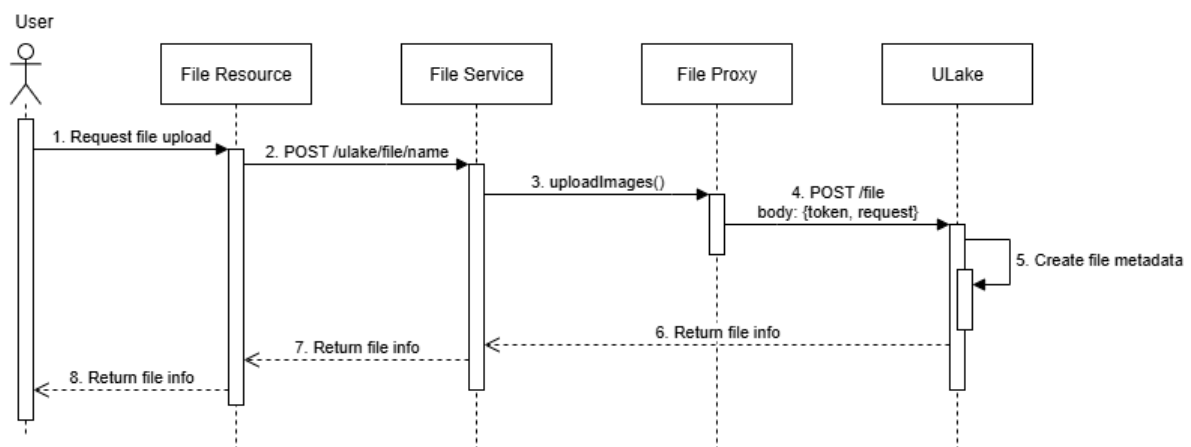 User
File Resource
File Service
File Proxy
ULake
1. Request file upload
2. POST /ulake/file/name
3. uploadImages()
4. POST /file
body: {token, request}
5. Create file metadata
6. Return file info
7. Return file info
8. Return file info